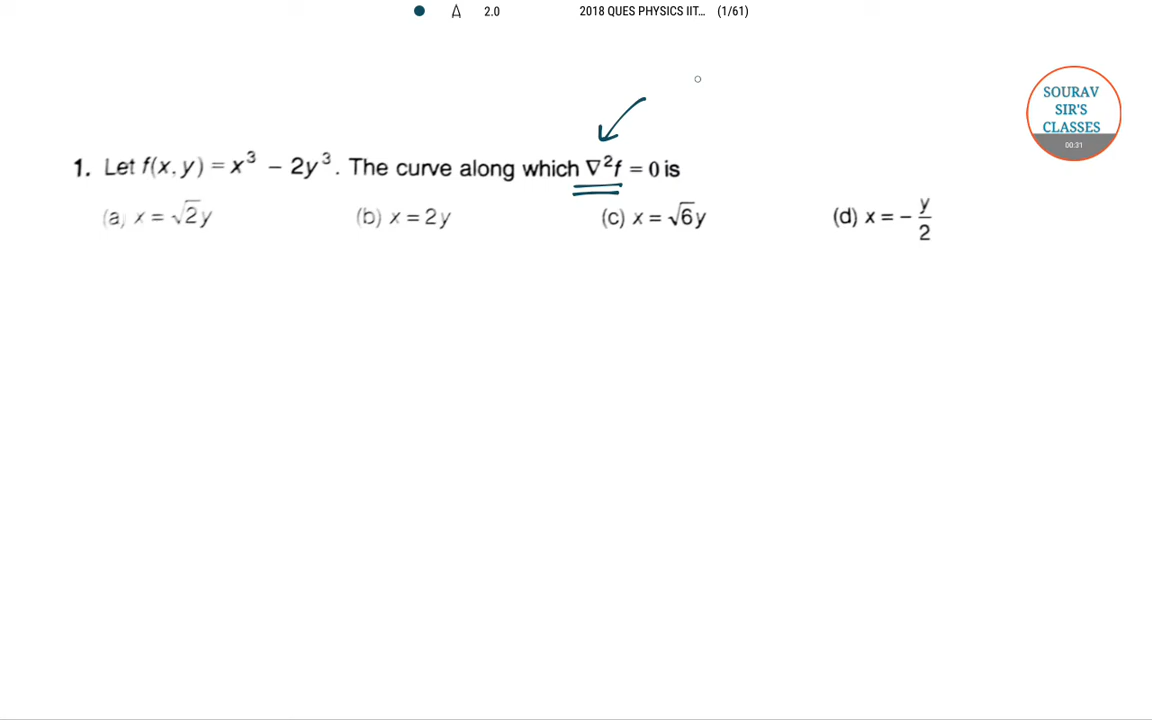 2.0 2018 QUES PHYSICS IIT... (1/61)
SOURAV
SIR'S
CLASSES
00:31
1. Let f(x, y) = x³ − 2y³. The curve along which ∇²f = 0 is
(a) x = √2y (b) x = 2y (c) x = √6y (d) x = − y/2